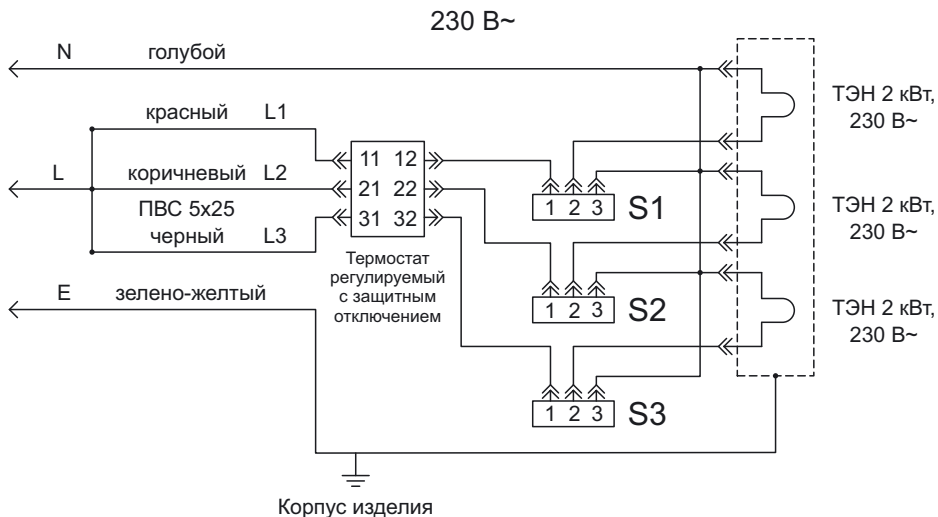 230 В~
N голубой
красный L1
L коричневый L2
ПВС 5x25
черный L3
E зелено-желтый
11 12
21 22
31 32
Термостат
регулируемый
с защитным
отключением
1 2 3 S1
1 2 3 S2
1 2 3 S3
ТЭН 2 кВт,
230 В~
ТЭН 2 кВт,
230 В~
ТЭН 2 кВт,
230 В~
Корпус изделия